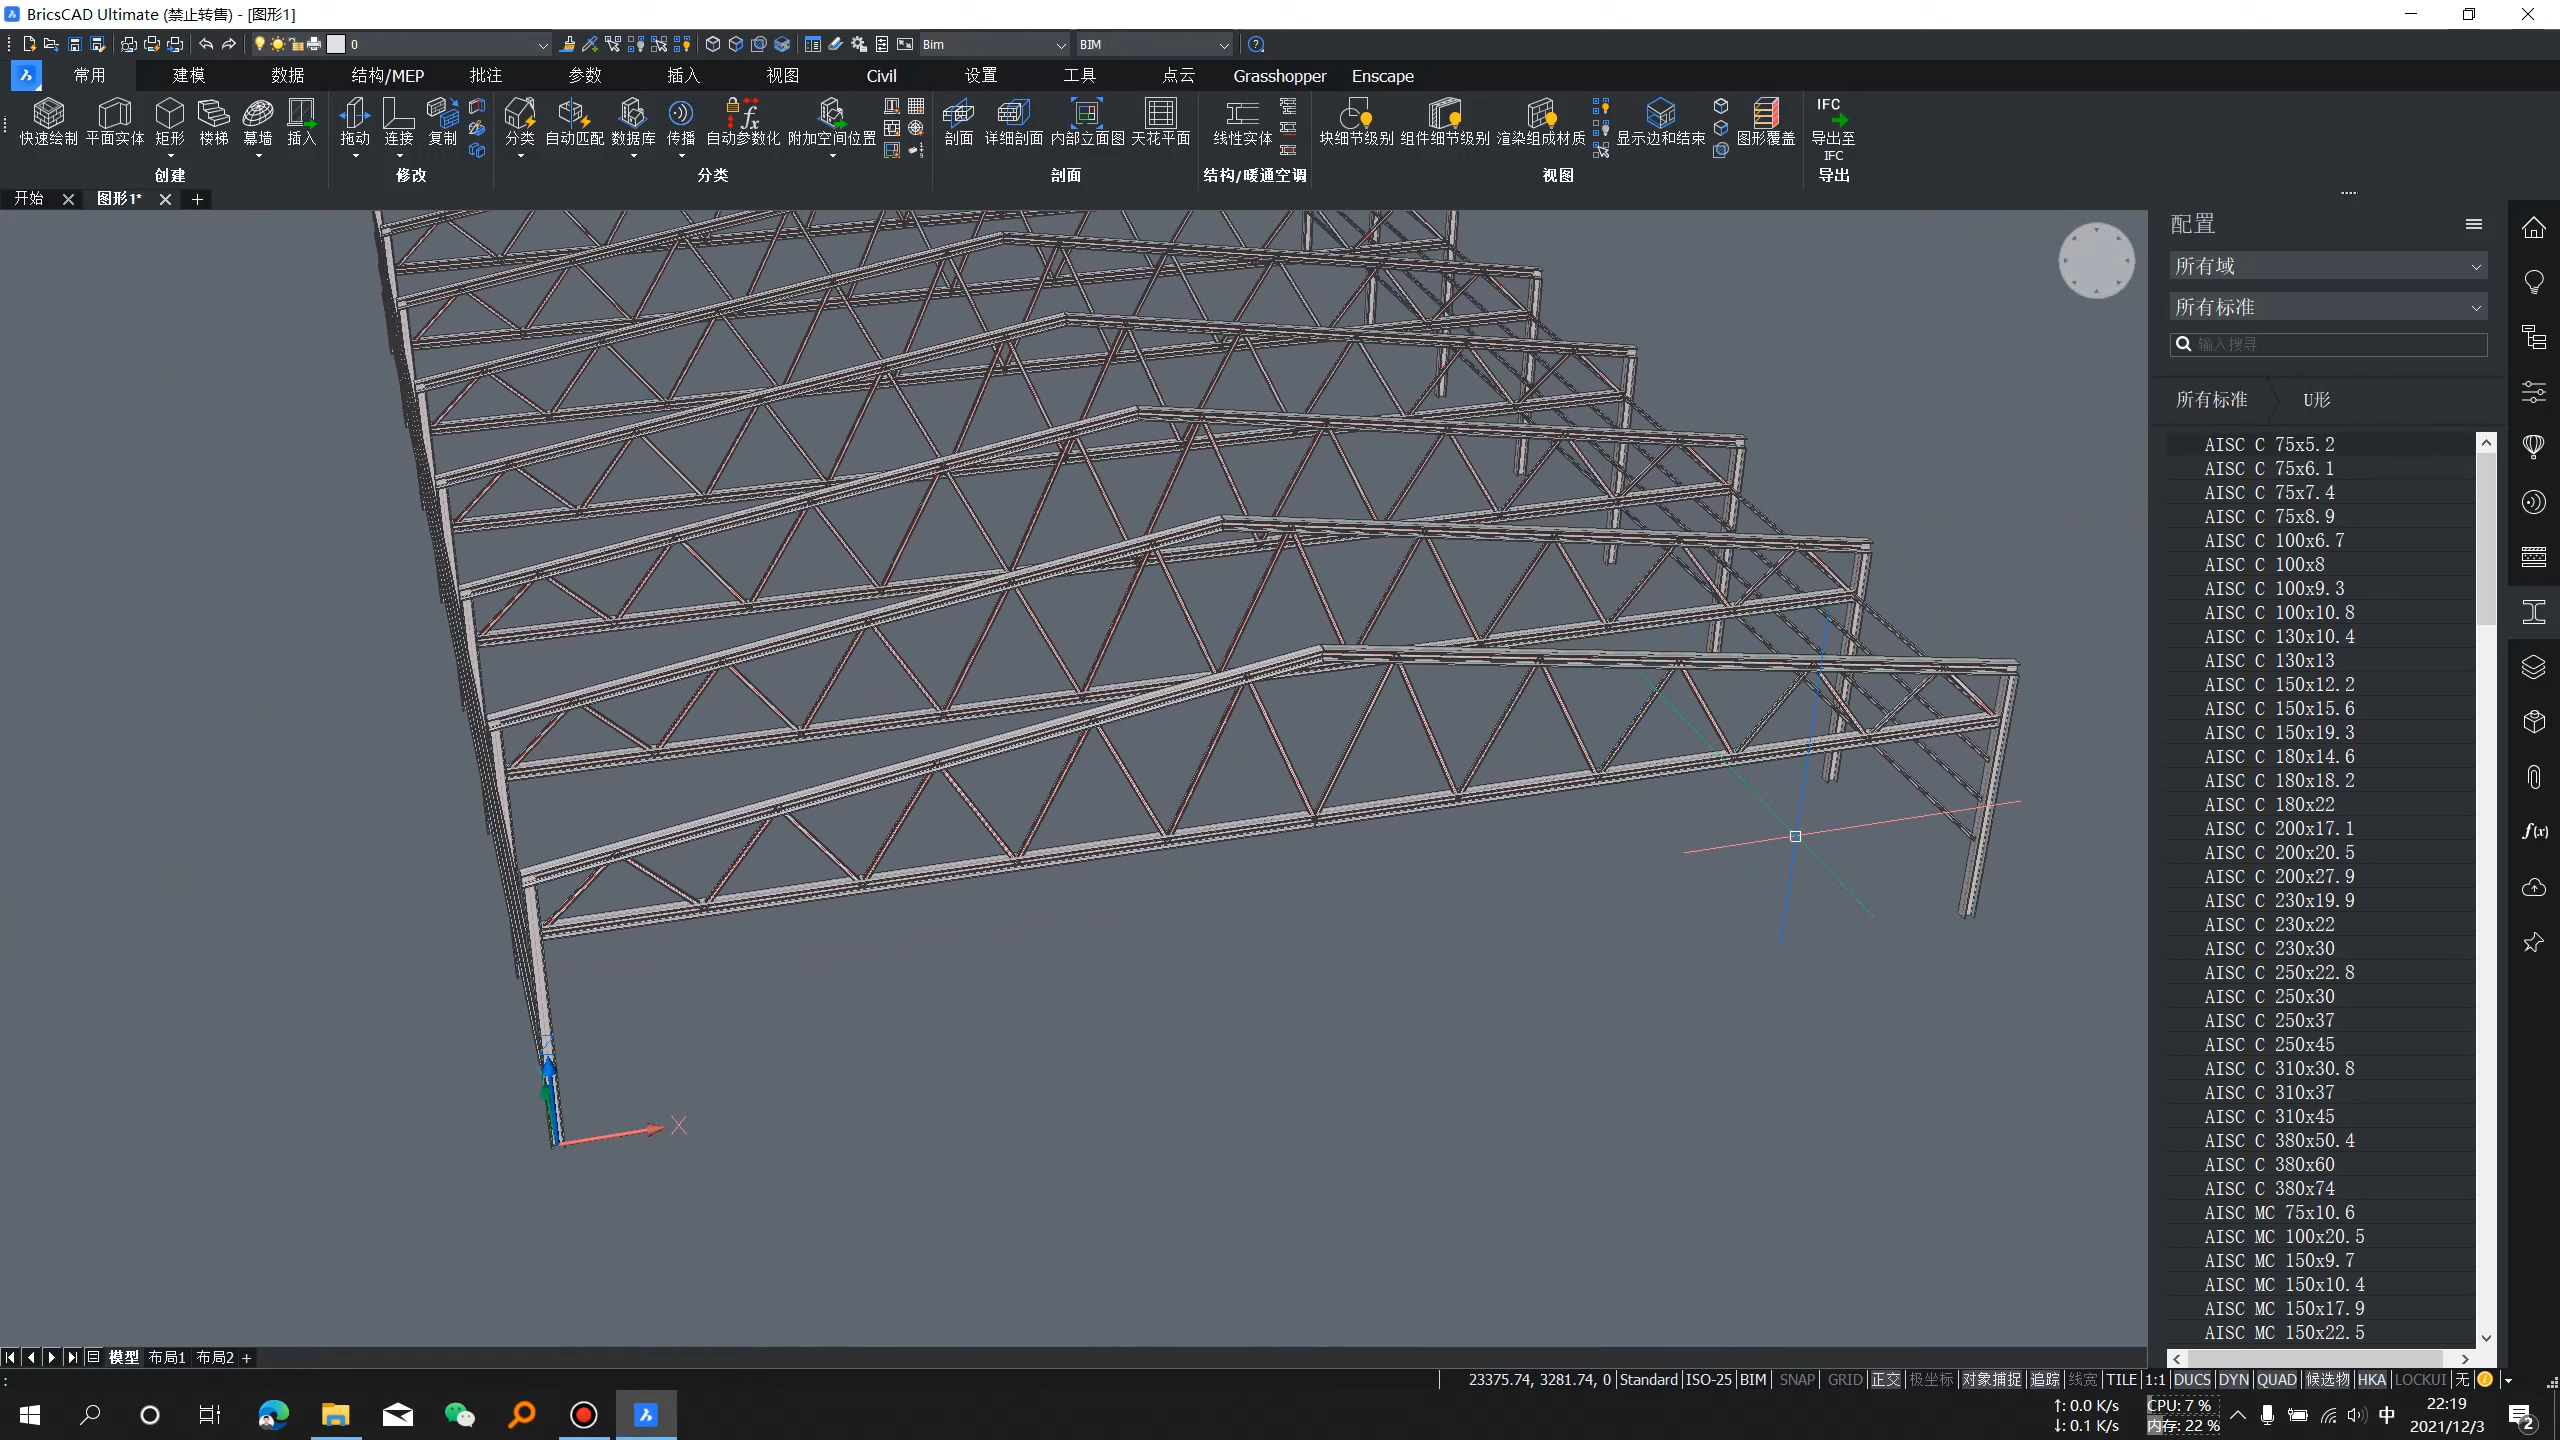 BricsCAD Ultimate (禁止转售) - [图形1]
0
Bim
BIM
常用 建模 数据 结构/MEP 批注 参数 插入 视图 Civil 设置 工具 点云 Grasshopper Enscape
快速绘制 平面实体 矩形 楼梯 幕墙 插入 拖动 连接 复制 分类 自动匹配 数据库 传播 自动参数化 附加空间位置 剖面 详细剖面 内部立面图 天花平面 线性实体 块细节级别 组件细节级别 渲染组成材质 显示边和结束 图形覆盖 IFC 导出至 IFC
创建 修改 分类 剖面 结构/暖通空调 视图 导出
开始 图形1* +
配置
所有域
所有标准
输入搜寻
所有标准 U形
AISC C 75x5.2
AISC C 75x6.1
AISC C 75x7.4
AISC C 75x8.9
AISC C 100x6.7
AISC C 100x8
AISC C 100x9.3
AISC C 100x10.8
AISC C 130x10.4
AISC C 130x13
AISC C 150x12.2
AISC C 150x15.6
AISC C 150x19.3
AISC C 180x14.6
AISC C 180x18.2
AISC C 180x22
AISC C 200x17.1
AISC C 200x20.5
AISC C 200x27.9
AISC C 230x19.9
AISC C 230x22
AISC C 230x30
AISC C 250x22.8
AISC C 250x30
AISC C 250x37
AISC C 250x45
AISC C 310x30.8
AISC C 310x37
AISC C 310x45
AISC C 380x50.4
AISC C 380x60
AISC C 380x74
AISC MC 75x10.6
AISC MC 100x20.5
AISC MC 150x9.7
AISC MC 150x10.4
AISC MC 150x17.9
AISC MC 150x22.5
f(x)
X
模型 布局1 布局2 +
:
23375.74, 3281.74, 0 Standard ISO-25 BIM SNAP GRID 正交 极坐标 对象捕捉 追踪 线宽 TILE 1:1 DUCS DYN QUAD 候选物 HKA LOCKUI 无
↑: 0.0 K/s
↓: 0.1 K/s
CPU: 7 %
内存: 22 %
中
22:19
2021/12/3
2